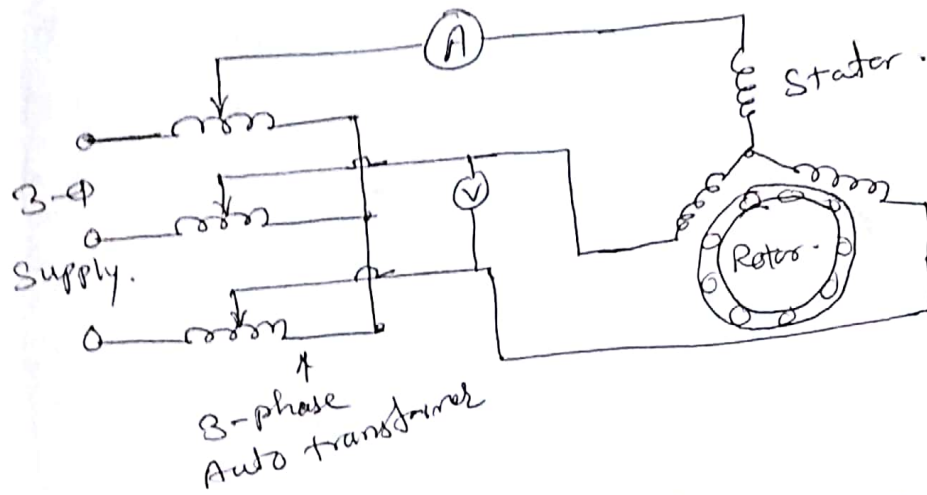 A
Stator.
3-Φ
Supply.
V
Rotor.
3-phase
Auto transformer